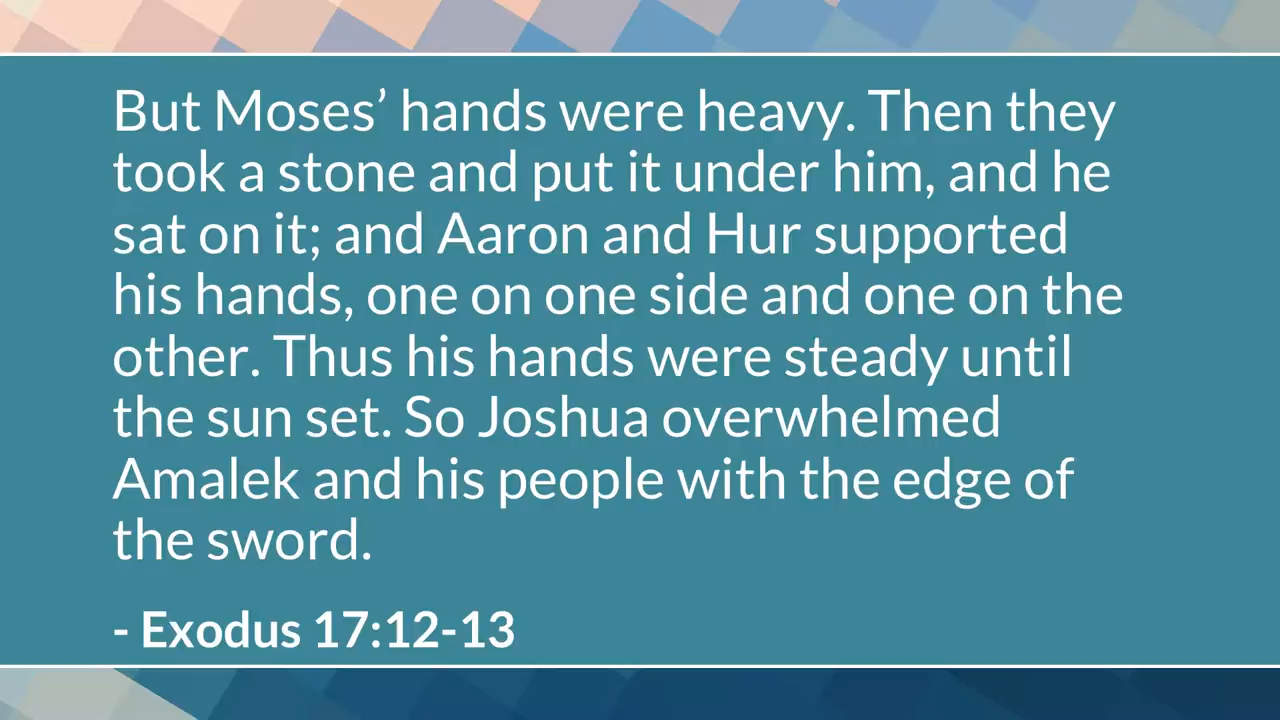 But Moses’ hands were heavy. Then they
took a stone and put it under him, and he
sat on it; and Aaron and Hur supported
his hands, one on one side and one on the
other. Thus his hands were steady until
the sun set. So Joshua overwhelmed
Amalek and his people with the edge of
the sword.
- Exodus 17:12-13